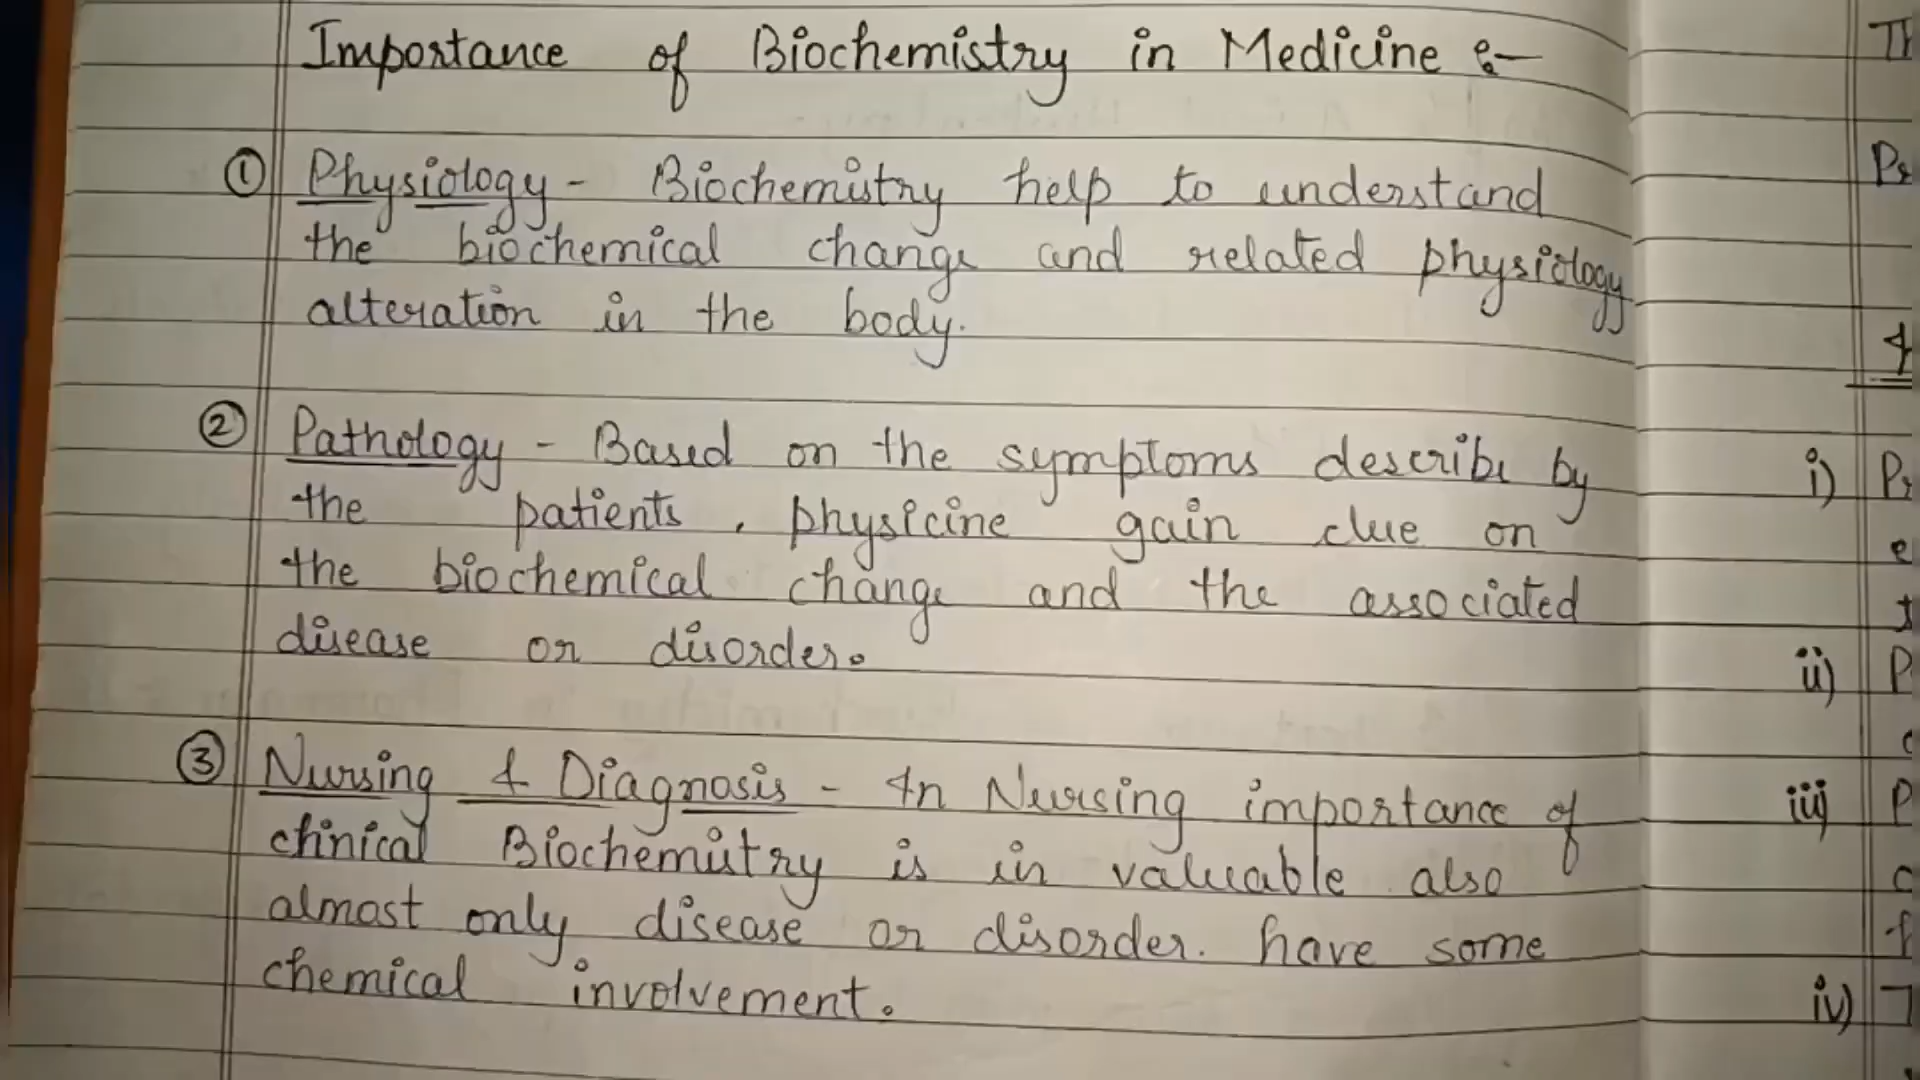 Importance of Biochemistry in Medicine :-
① Physiology - Biochemistry help to understand
the biochemical change and related physiology
alteration in the body.
② Pathology - Based on the symptoms describe by
the patients, physicine gain clue on
the biochemical change and the associated
disease or disorder.
③ Nursing & Diagnosis - In Nursing importance of
clinical Biochemistry is in valuable also
almost only disease or disorder. have some
chemical involvement.
i)
ii)
iii)
iv)